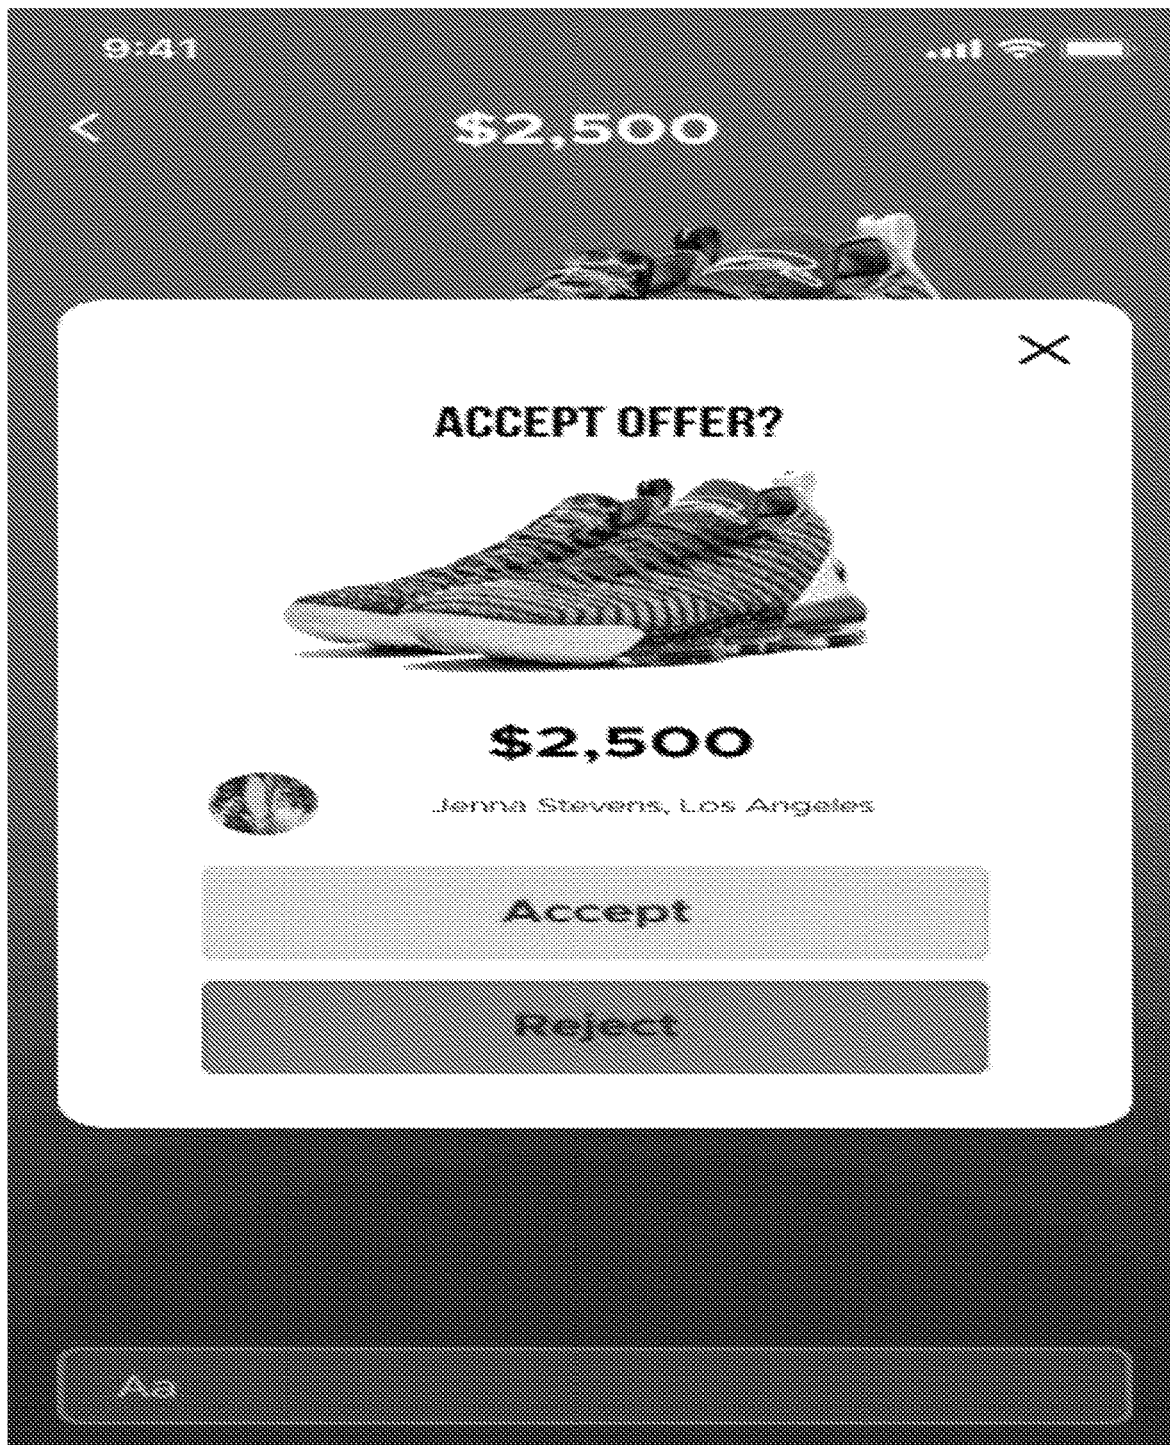 9:41
<
$2,500
ACCEPT OFFER?
$2,500
Jenna Stevens, Los Angeles
Accept
Reject
Aa